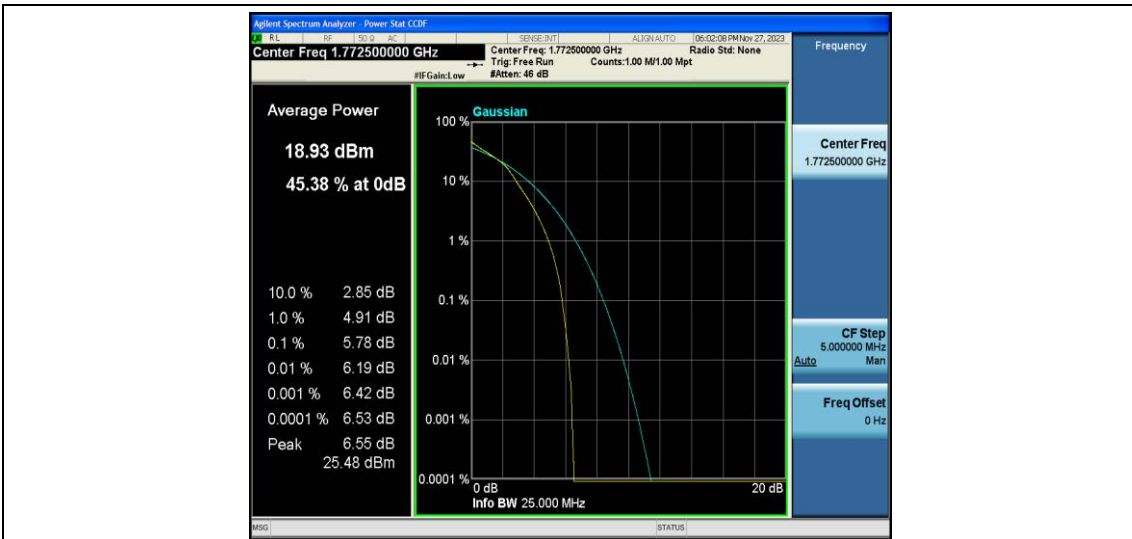 Agilent Spectrum Analyzer - Power Stat CCDF
LXI RL RF 50 Ω AC SENSE:INT ALIGNAUTO 06:02:08 PM Nov 27, 2023
Center Freq 1.772500000 GHz
Center Freq: 1.772500000 GHz Radio Std: None
Trig: Free Run Counts:1.00 M/1.00 Mpt
#IFGain:Low #Atten: 46 dB
Frequency
Average Power
18.93 dBm
45.38 % at 0dB
10.0 % 2.85 dB
1.0 % 4.91 dB
0.1 % 5.78 dB
0.01 % 6.19 dB
0.001 % 6.42 dB
0.0001 % 6.53 dB
Peak 6.55 dB
25.48 dBm
Gaussian
100 %
10 %
1 %
0.1 %
0.01 %
0.001 %
0.0001 %
0 dB 20 dB
Info BW 25.000 MHz
Center Freq
1.772500000 GHz
CF Step
5.000000 MHz
Auto Man
Freq Offset
0 Hz
MSG STATUS